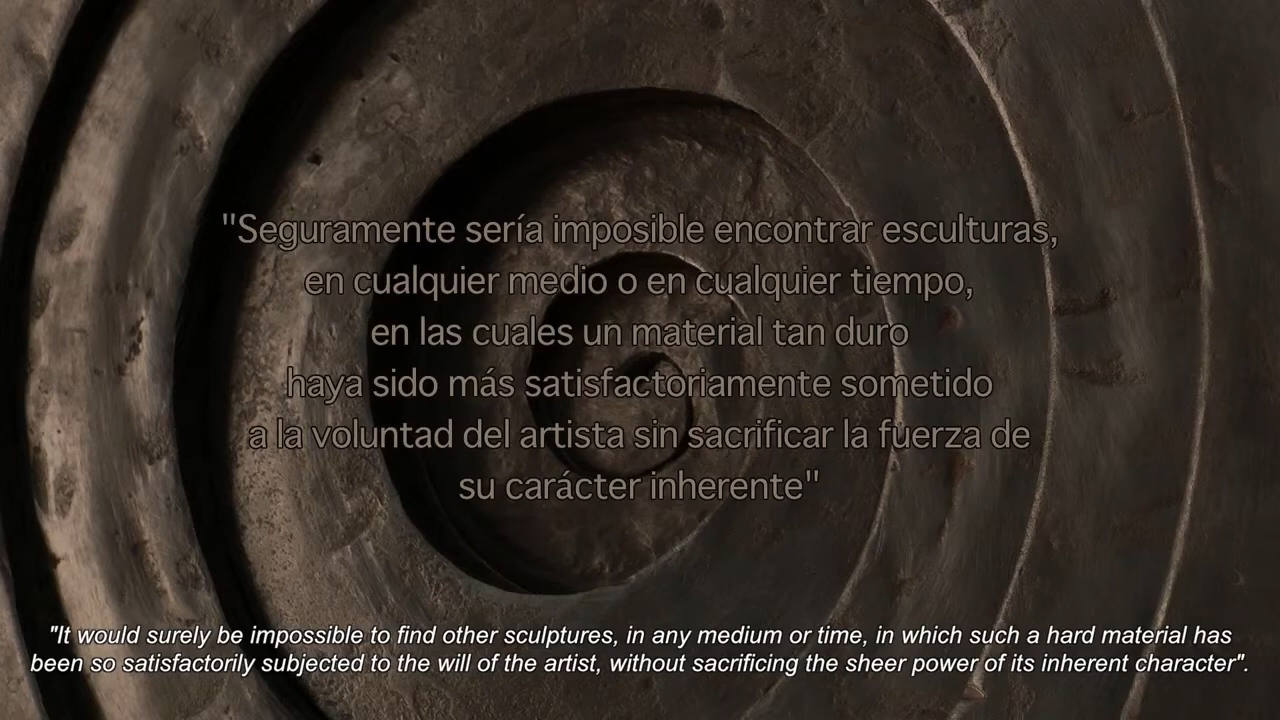 "Seguramente sería imposible encontrar esculturas,
en cualquier medio o en cualquier tiempo,
en las cuales un material tan duro
haya sido más satisfactoriamente sometido
a la voluntad del artista sin sacrificar la fuerza de
su carácter inherente"
"It would surely be impossible to find other sculptures, in any medium or time, in which such a hard material has
been so satisfactorily subjected to the will of the artist, without sacrificing the sheer power of its inherent character".